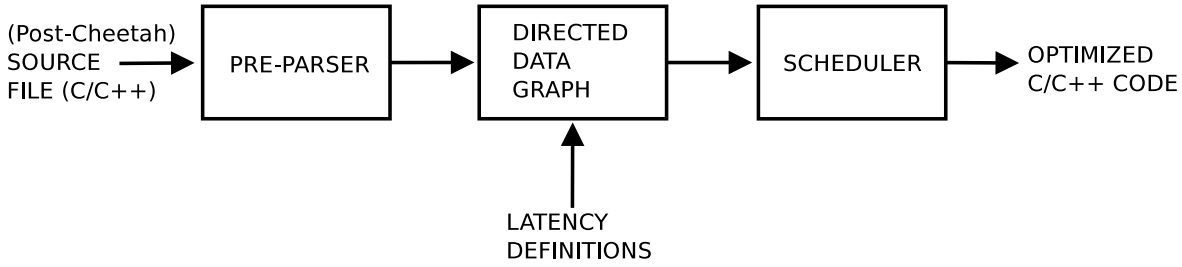 (Post-Cheetah)
SOURCE
FILE (C/C++)
PRE-PARSER
DIRECTED
DATA
GRAPH
SCHEDULER
OPTIMIZED
C/C++ CODE
LATENCY
DEFINITIONS